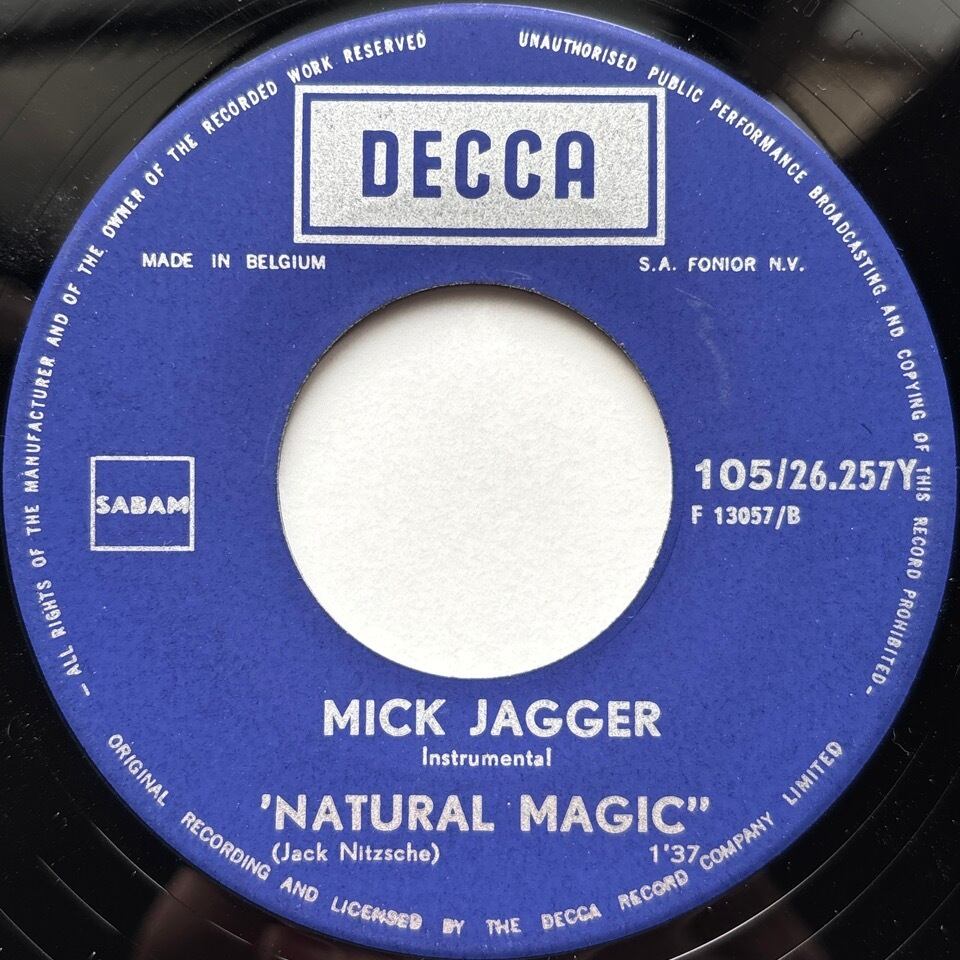 — ALL RIGHTS OF THE MANUFACTURER AND OF THE OWNER OF THE RECORDED WORK RESERVED
UNAUTHORISED PUBLIC PERFORMANCE BROADCASTING AND COPYING OF THIS RECORD PROHIBITED—
DECCA
MADE IN BELGIUM
S.A. FONIOR N.V.
SABAM
105/26.257Y
F 13057/B
MICK JAGGER
Instrumental
'NATURAL MAGIC"
(Jack Nitzsche) 1'37
ORIGINAL RECORDING AND LICENSED BY THE DECCA RECORD COMPANY LIMITED